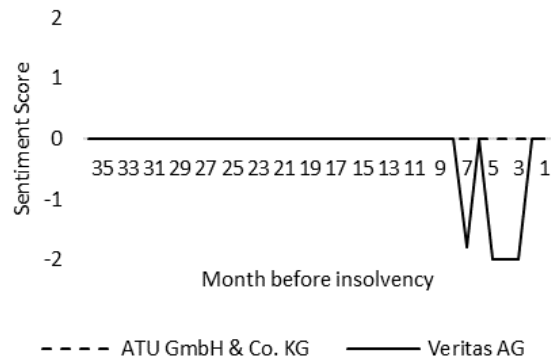 2
1
0
-1
-2
Sentiment Score
35 33 31 29 27 25 23 21 19 17 15 13 11 9 7 5 3 1
Month before insolvency
ATU GmbH & Co. KG Veritas AG